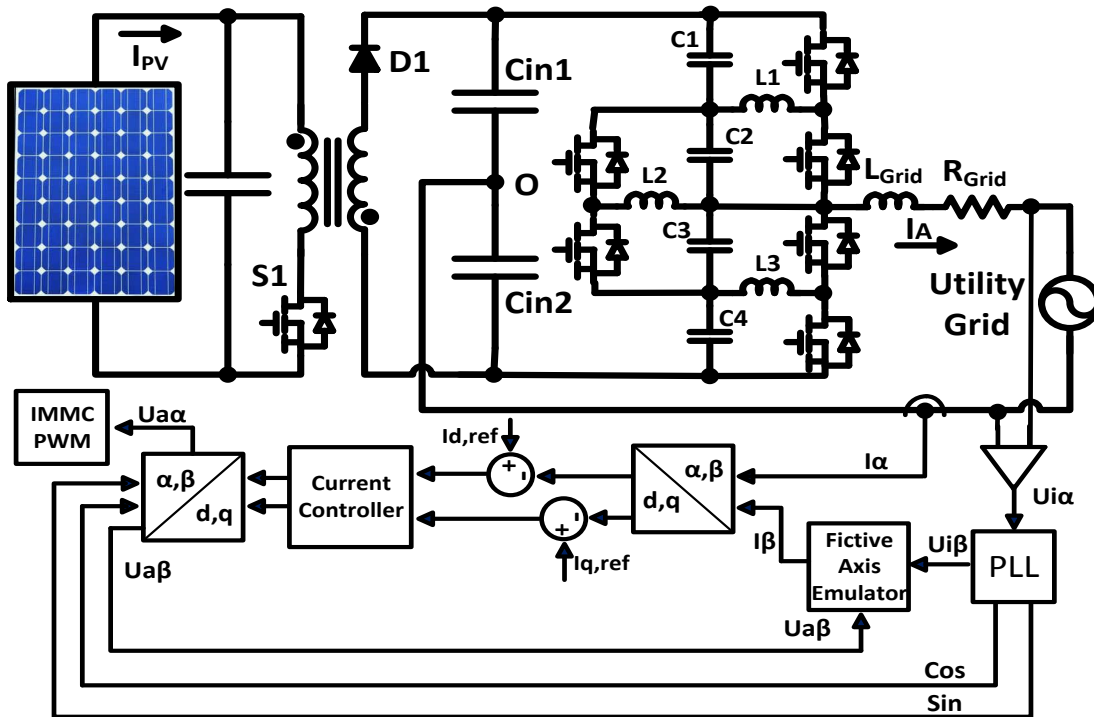 IPV
D1
Cin1
C1
L1
C2
O
L2
LGrid
RGrid
C3
IA
L3
S1
Cin2
C4
Utility
Grid
IMMC
PWM
Uaα
Id,ref
+
-
α,β
d,q
Current
Controller
+
-
Iq,ref
α,β
d,q
Iα
Uiα
Iβ
Fictive
Axis
Emulator
Uiβ
PLL
Uaβ
Uaβ
Cos
Sin